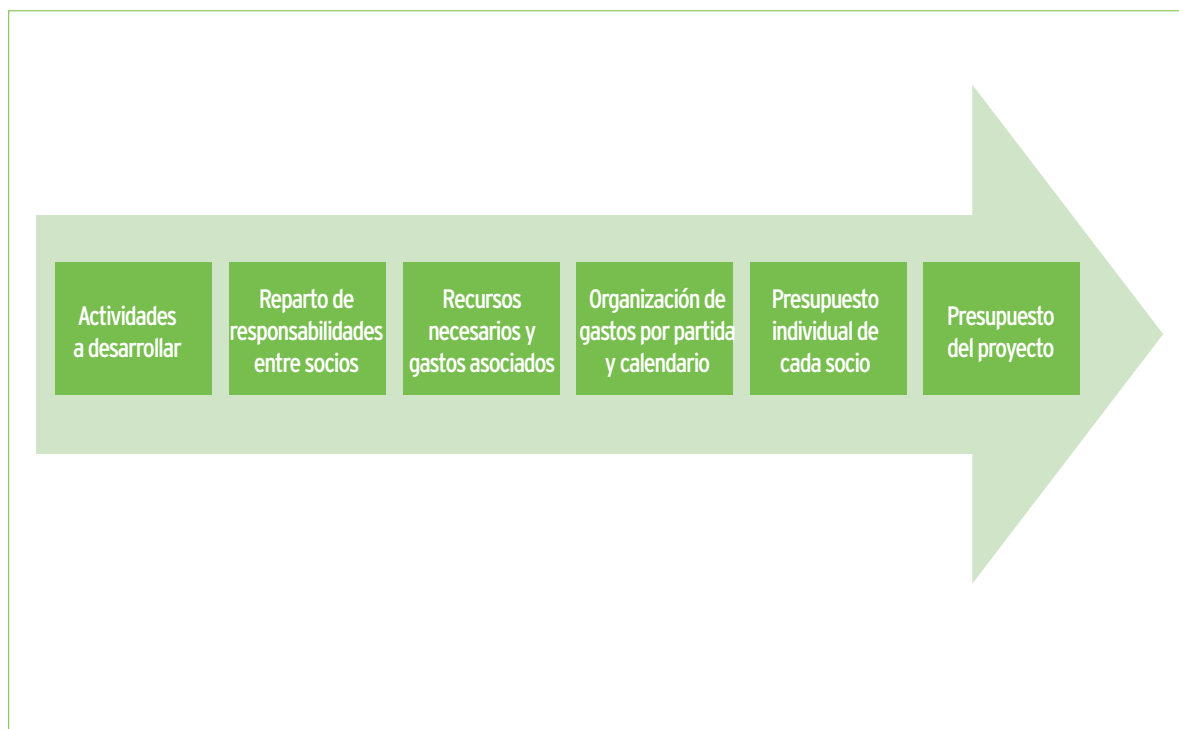 Actividades
a desarrollar
Reparto de
responsabilidades
entre socios
Recursos
necesarios y
gastos asociados
Organización de
gastos por partida
y calendario
Presupuesto
individual de
cada socio
Presupuesto
del proyecto